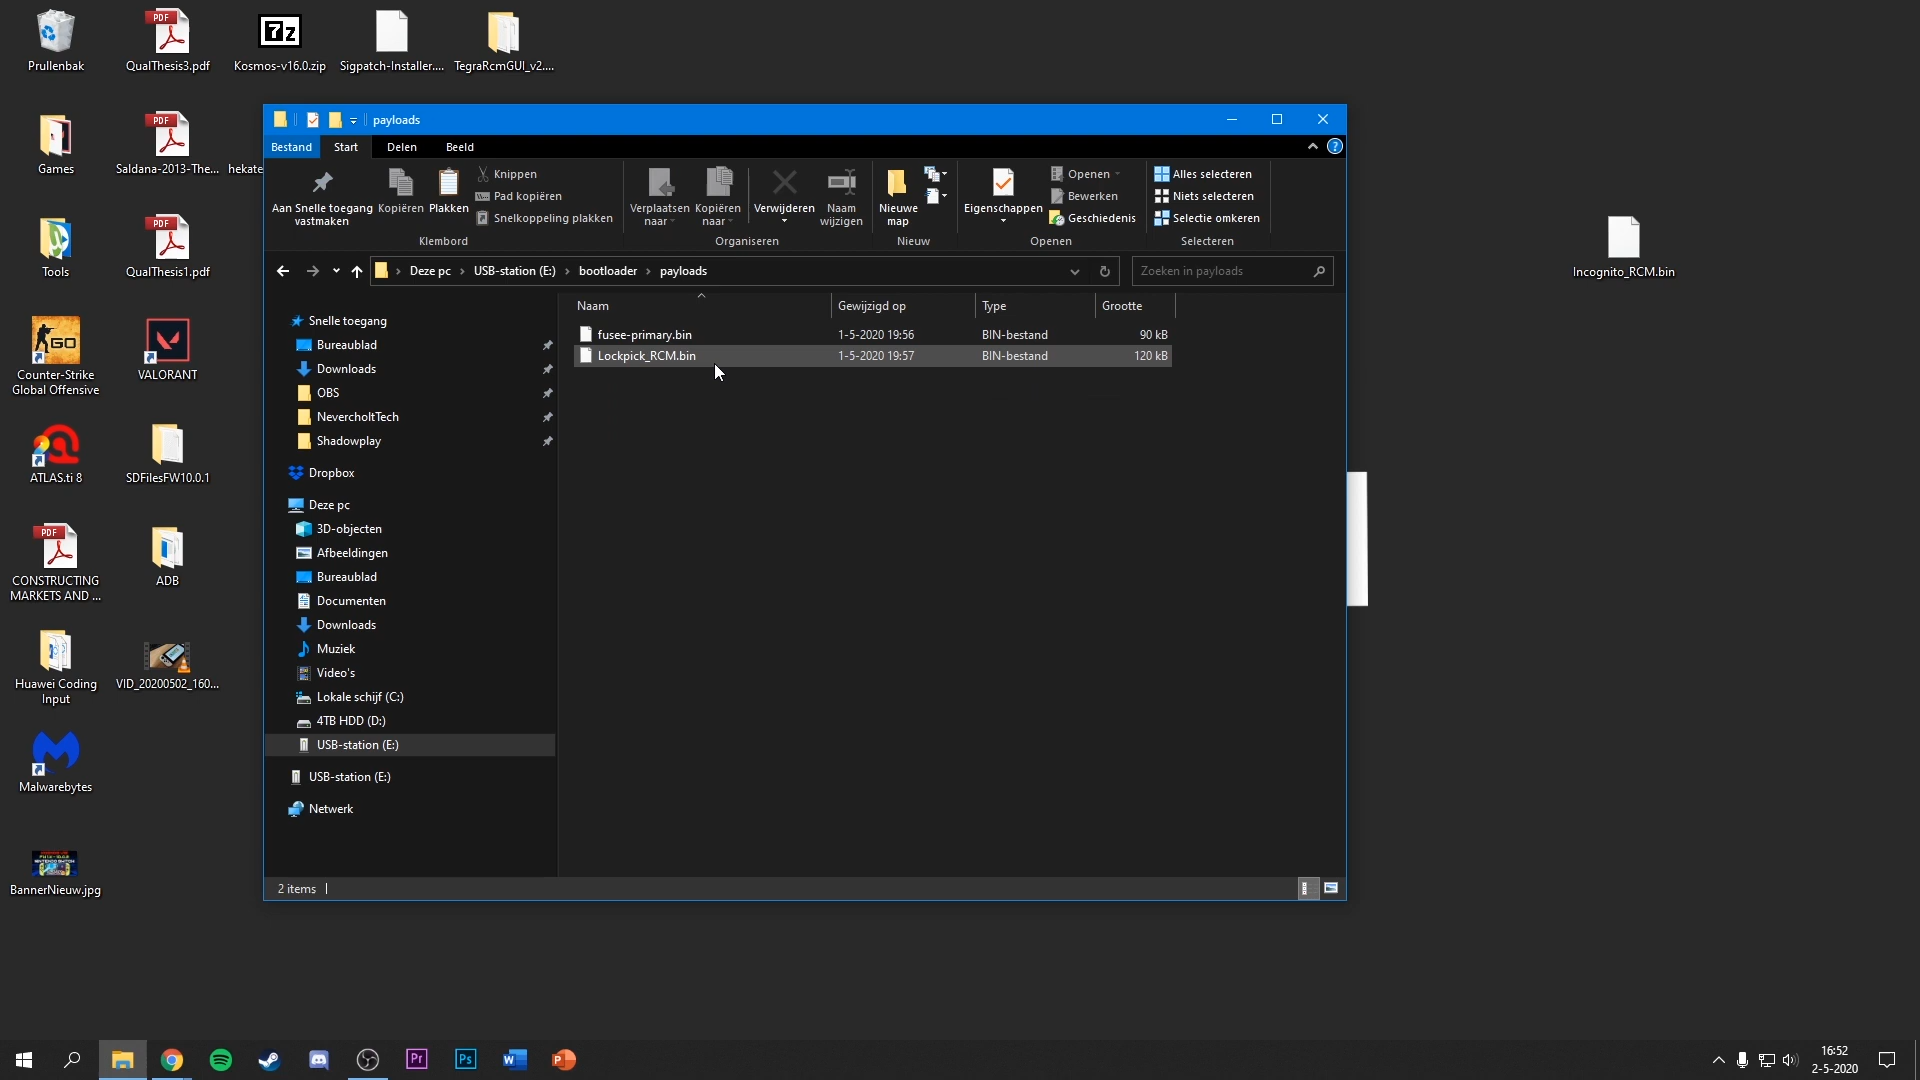 Prullenbak
QualThesis3.pdf
Kosmos-v16.0.zip
Sigpatch-Installer....
TegraRcmGUI_v2....
Games
Saldana-2013-The...
hekate
Tools
QualThesis1.pdf
Counter-Strike
Global Offensive
VALORANT
ATLAS.ti 8
SDFilesFW10.0.1
CONSTRUCTING
MARKETS AND ...
ADB
Huawei Coding
Input
VID_20200502_160...
Malwarebytes
BannerNieuw.jpg
Incognito_RCM.bin
payloads
Bestand
Start
Delen
Beeld
Aan Snelle toegang
vastmaken
Kopiëren
Plakken
Knippen
Pad kopiëren
Snelkoppeling plakken
Klembord
Verplaatsen
naar
Kopiëren
naar
Verwijderen
Naam
wijzigen
Organiseren
Nieuwe
map
Nieuw
Eigenschappen
Openen
Bewerken
Geschiedenis
Openen
Alles selecteren
Niets selecteren
Selectie omkeren
Selecteren
Deze pc
USB-station (E:)
bootloader
payloads
Zoeken in payloads
Snelle toegang
Bureaublad
Downloads
OBS
NevercholtTech
Shadowplay
Dropbox
Deze pc
3D-objecten
Afbeeldingen
Bureaublad
Documenten
Downloads
Muziek
Video's
Lokale schijf (C:)
4TB HDD (D:)
USB-station (E:)
USB-station (E:)
Netwerk
Naam Gewijzigd op Type Grootte
fusee-primary.bin 1-5-2020 19:56 BIN-bestand 90 kB
Lockpick_RCM.bin 1-5-2020 19:57 BIN-bestand 120 kB
2 items
16:52
2-5-2020